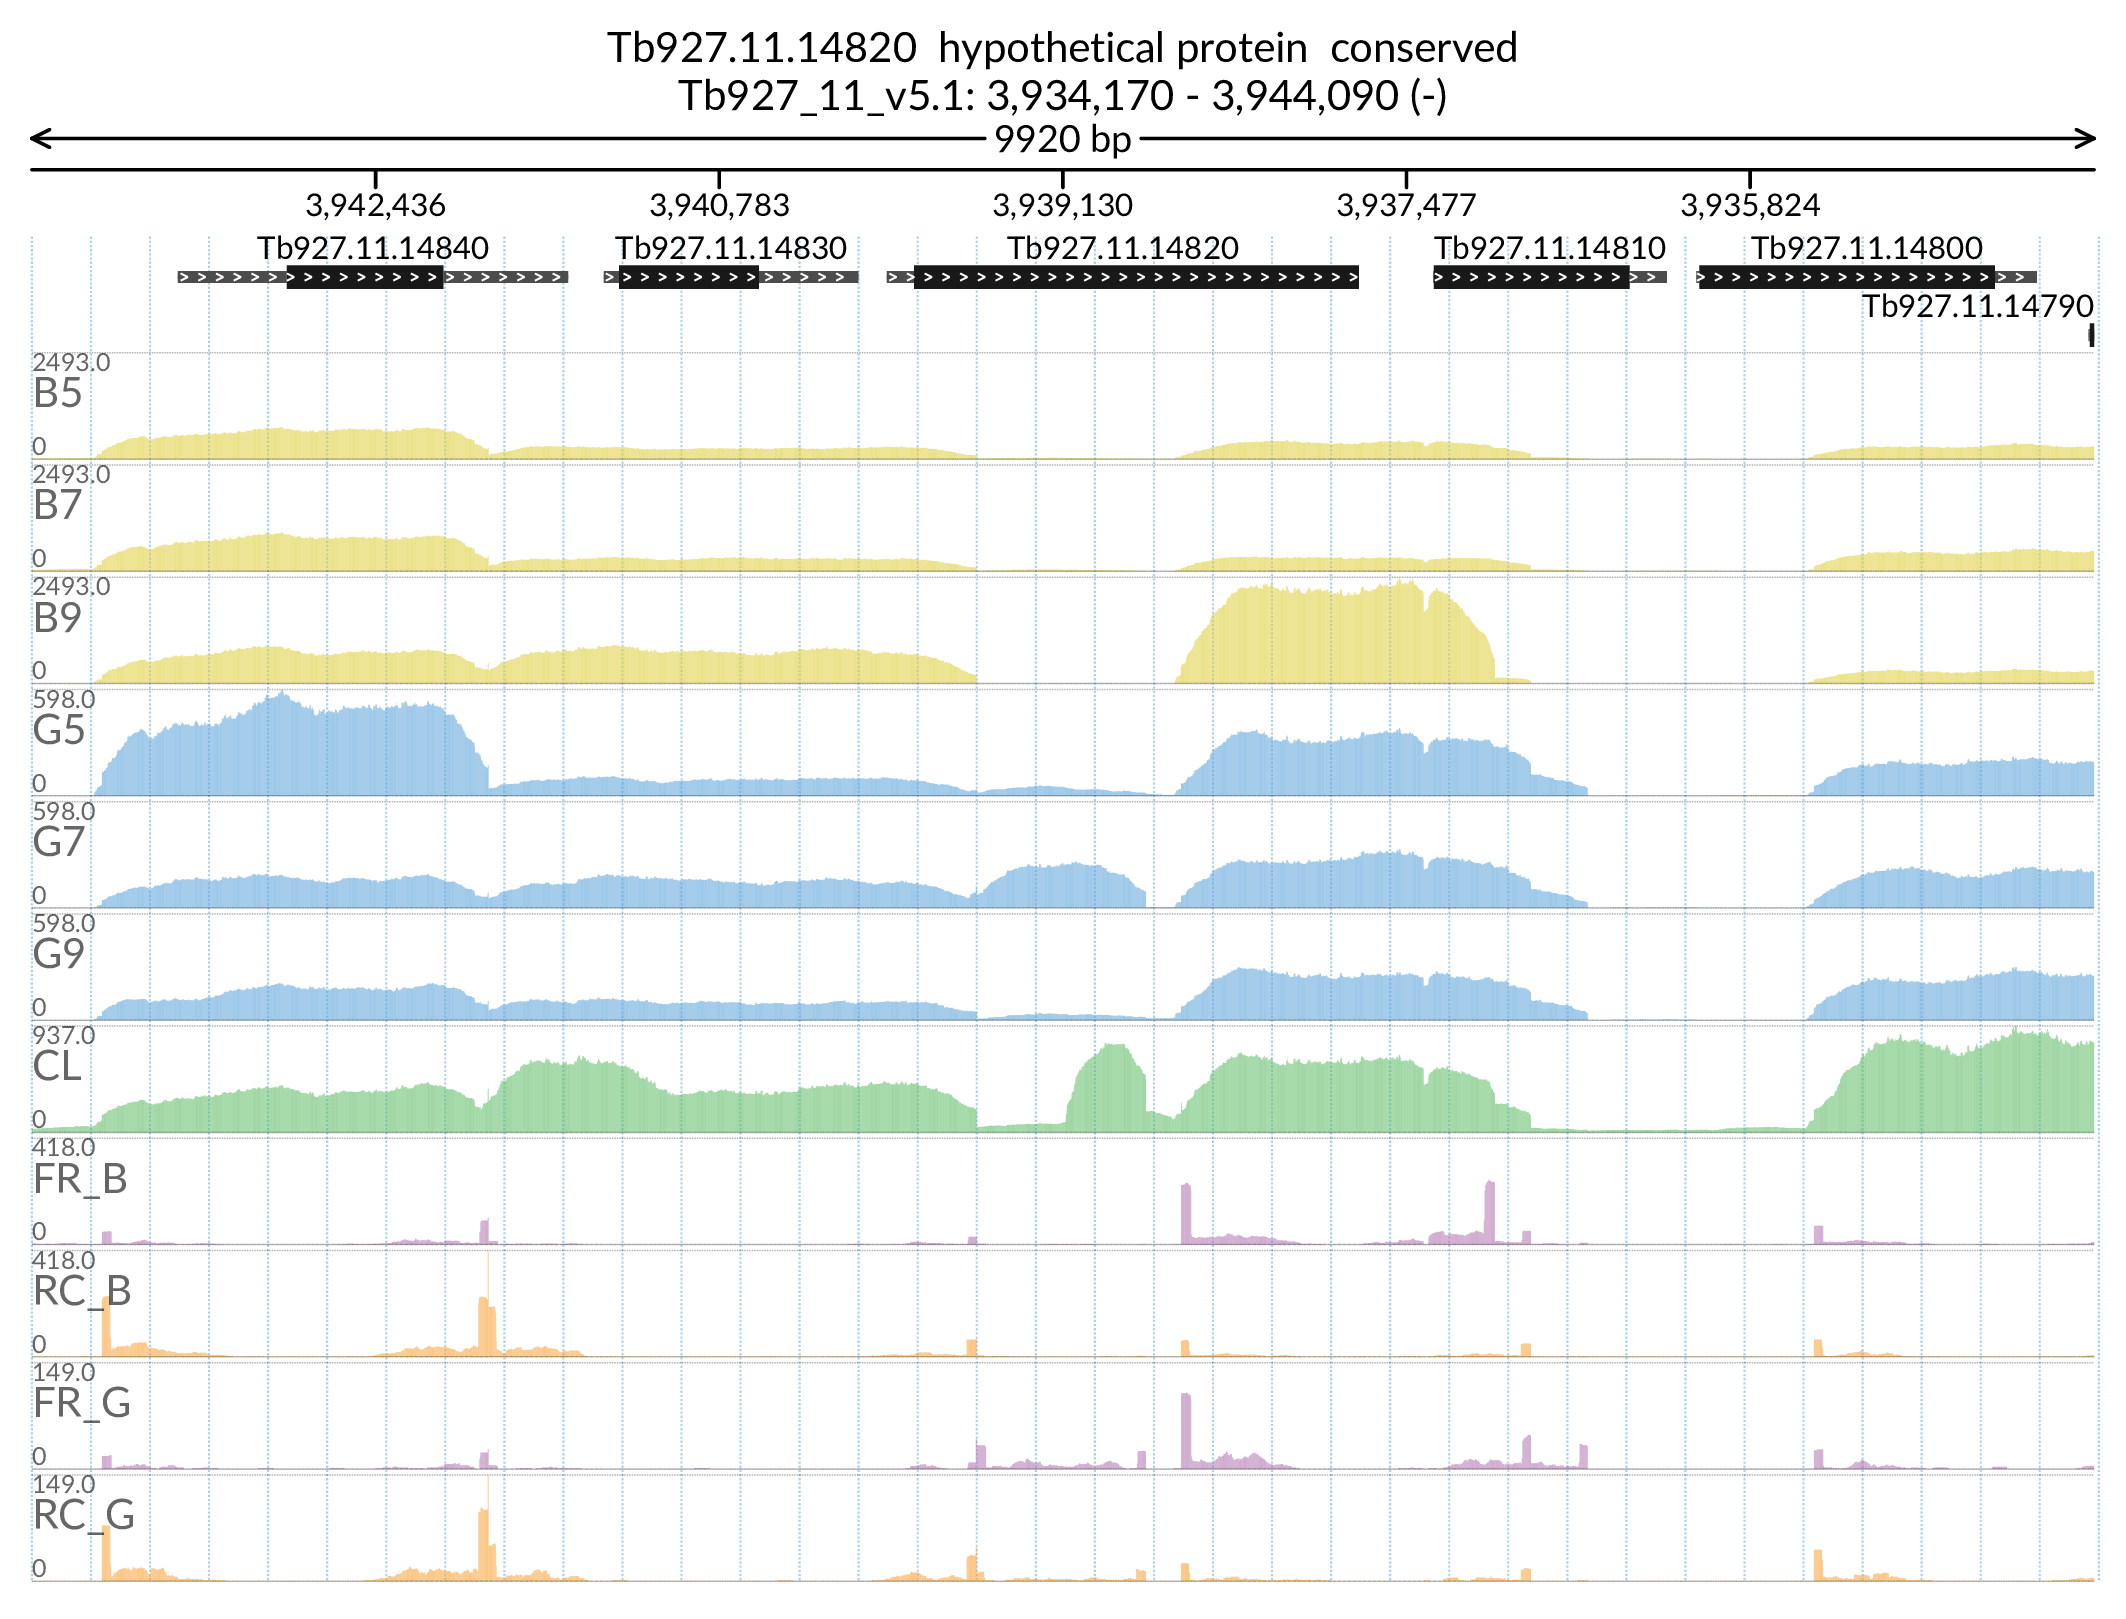 Tb927.11.14820  hypothetical protein  conserved
Tb927_11_v5.1: 3,934,170 - 3,944,090 (-)
9920 bp
3,942,436 3,940,783 3,939,130 3,937,477 3,935,824
Tb927.11.14840 Tb927.11.14830 Tb927.11.14820 Tb927.11.14810 Tb927.11.14800
Tb927.11.14790
2493.0
B5
0
2493.0
B7
0
2493.0
B9
0
598.0
G5
0
598.0
G7
0
598.0
G9
0
937.0
CL
0
418.0
FR_B
0
418.0
RC_B
0
149.0
FR_G
0
149.0
RC_G
0